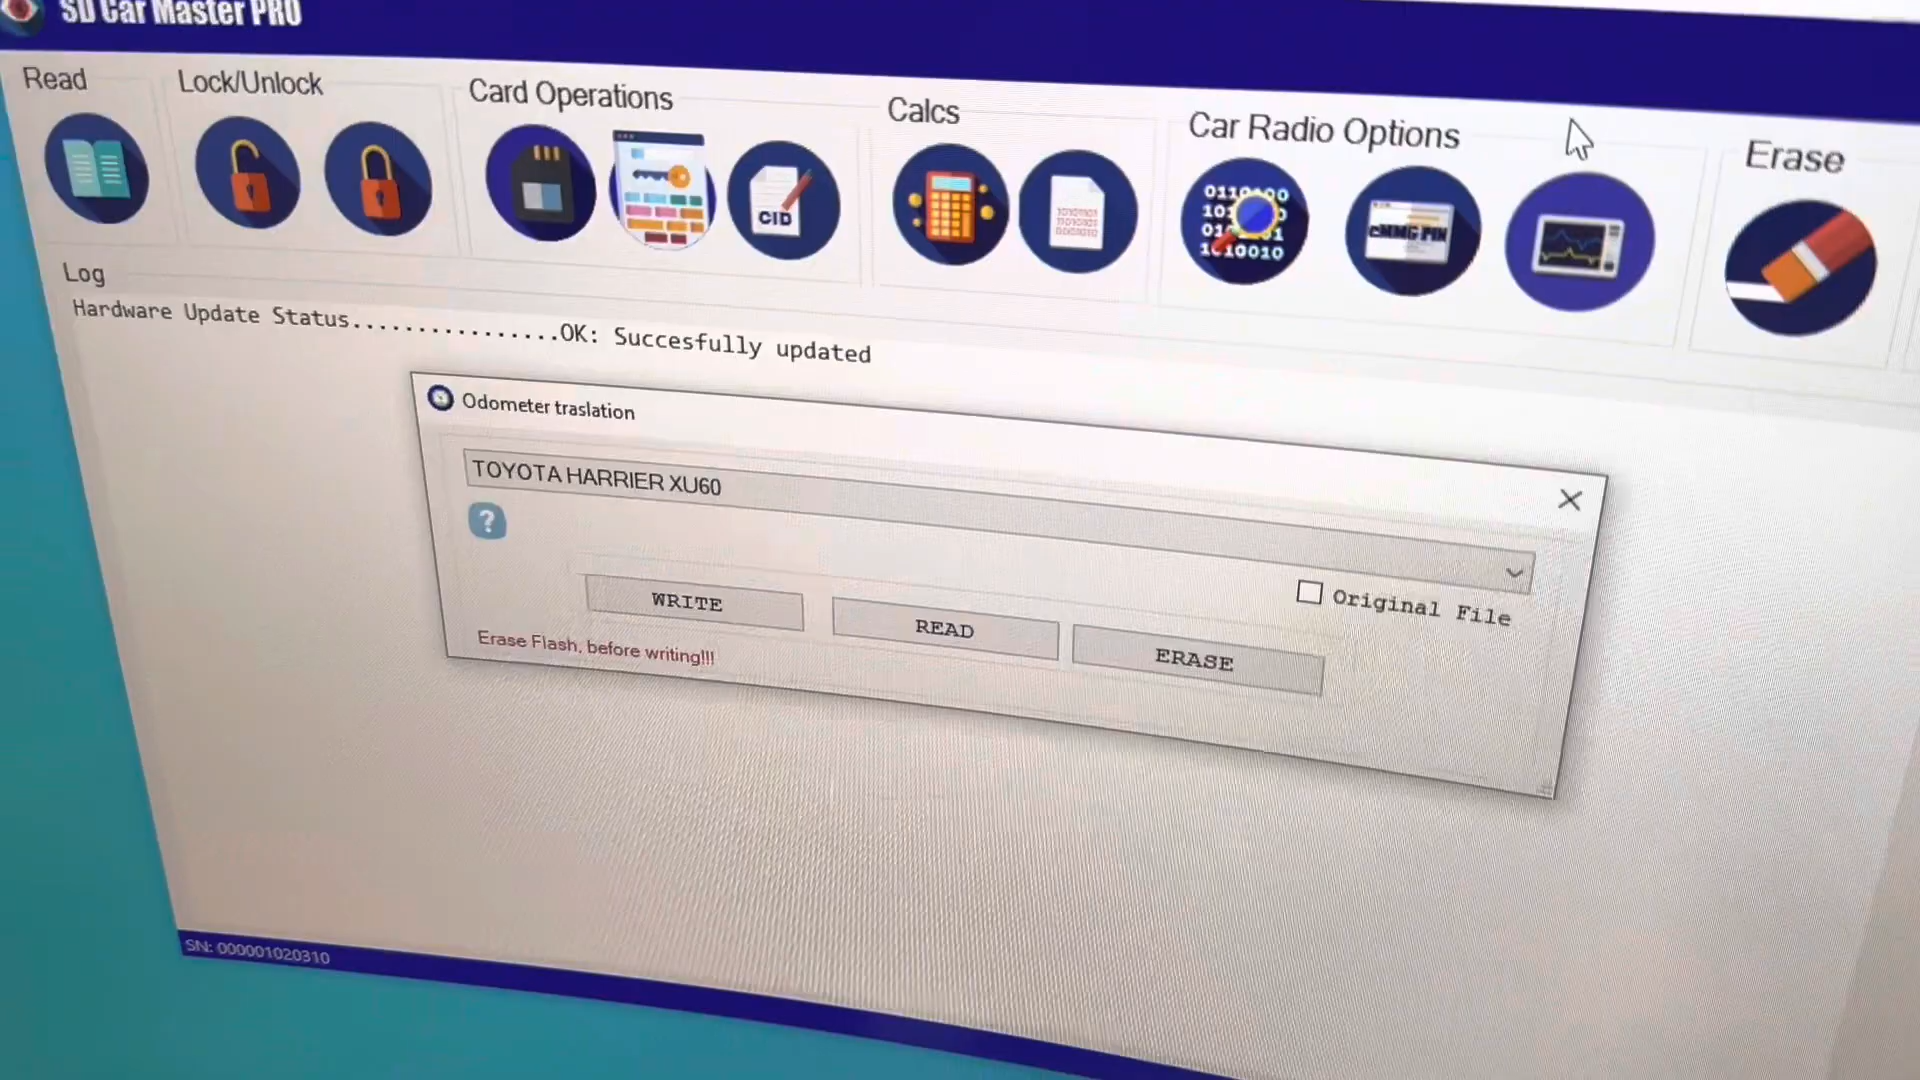 SD Car Master PRO
Read
Lock/Unlock
Card Operations
Calcs
Car Radio Options
Erase
CID
cMMC PIN
Log
Hardware Update Status................OK: Succesfully updated
Odometer traslation
TOYOTA HARRIER XU60
?
Original File
WRITE
READ
ERASE
Erase Flash, before writing!!!
SN: 000001020310